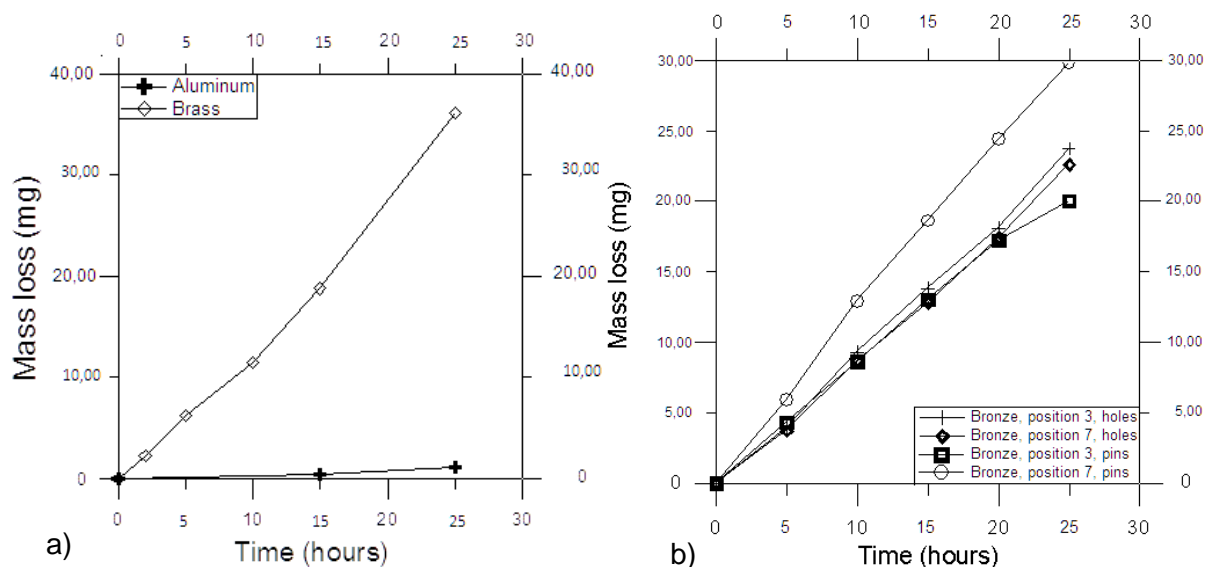 0 5 10 15 20 25 30
40,00 40,00
Aluminum
Brass
30,00 30,00
20,00 20,00
10,00 10,00
0 0
Mass loss (mg)
0 5 10 15 20 25 30
a) Time (hours)
0 5 10 15 20 25 30
30,00 30,00
25,00 25,00
20,00 20,00
15,00 15,00
10,00 10,00
5,00 5,00
0 0
Mass loss (mg)
Mass loss (mg)
Bronze, position 3, holes
Bronze, position 7, holes
Bronze, position 3, pins
Bronze, position 7, pins
0 5 10 15 20 25 30
b) Time (hours)